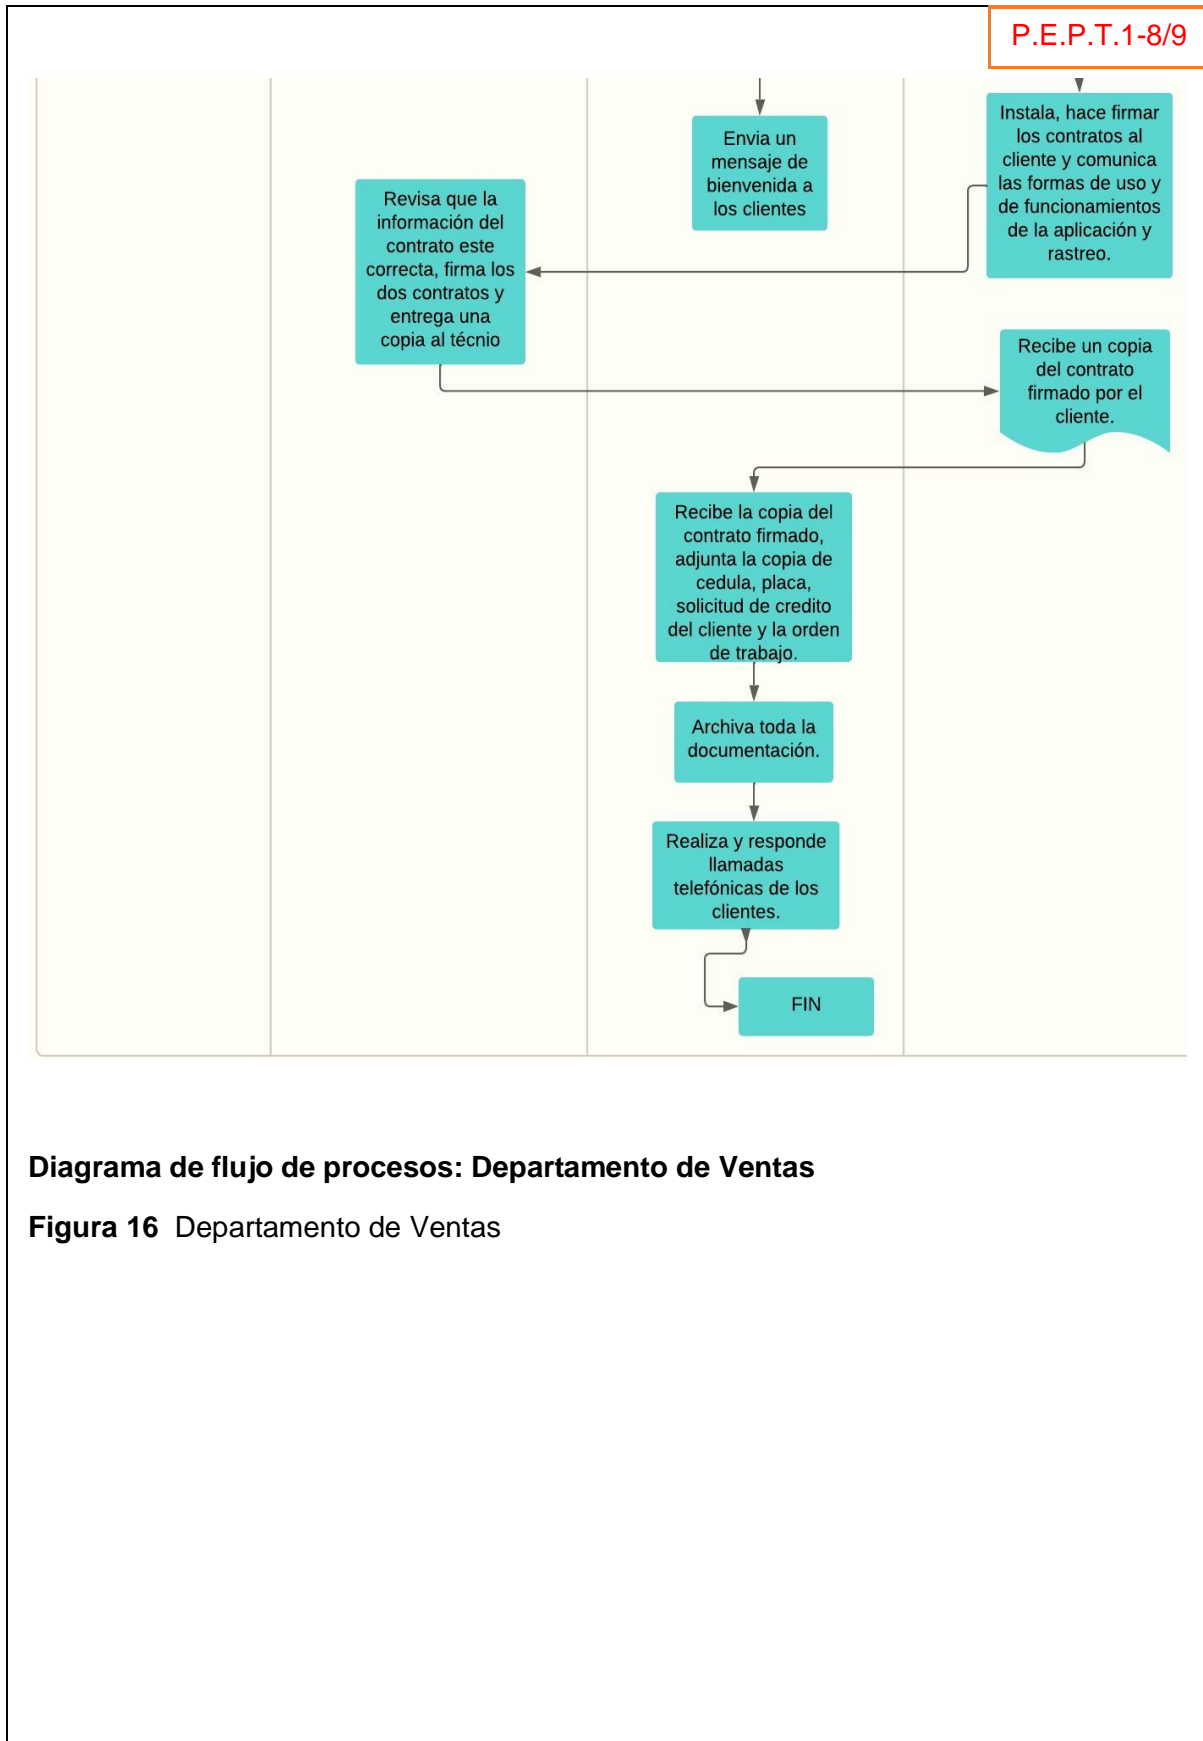 P.E.P.T.1-8/9
Envia un
mensaje de
bienvenida a
los clientes
Instala, hace firmar
los contratos al
cliente y comunica
las formas de uso y
de funcionamientos
de la aplicación y
rastreo.
Revisa que la
información del
contrato este
correcta, firma los
dos contratos y
entrega una
copia al técnio
Recibe un copia
del contrato
firmado por el
cliente.
Recibe la copia del
contrato firmado,
adjunta la copia de
cedula, placa,
solicitud de credito
del cliente y la orden
de trabajo.
Archiva toda la
documentación.
Realiza y responde
llamadas
telefónicas de los
clientes.
FIN
Diagrama de flujo de procesos: Departamento de Ventas
Figura 16 Departamento de Ventas